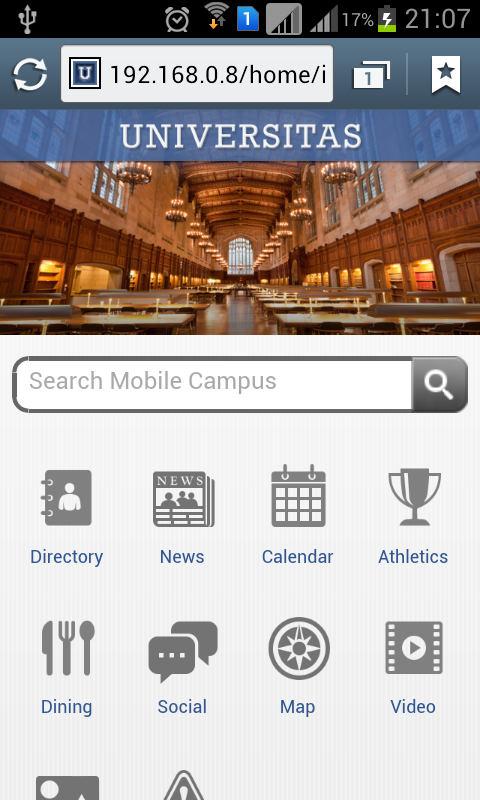 1 17% 21:07
U 192.168.0.8/home/i 1
UNIVERSITAS
Search Mobile Campus
NEWS
Directory News Calendar Athletics
Dining Social Map Video